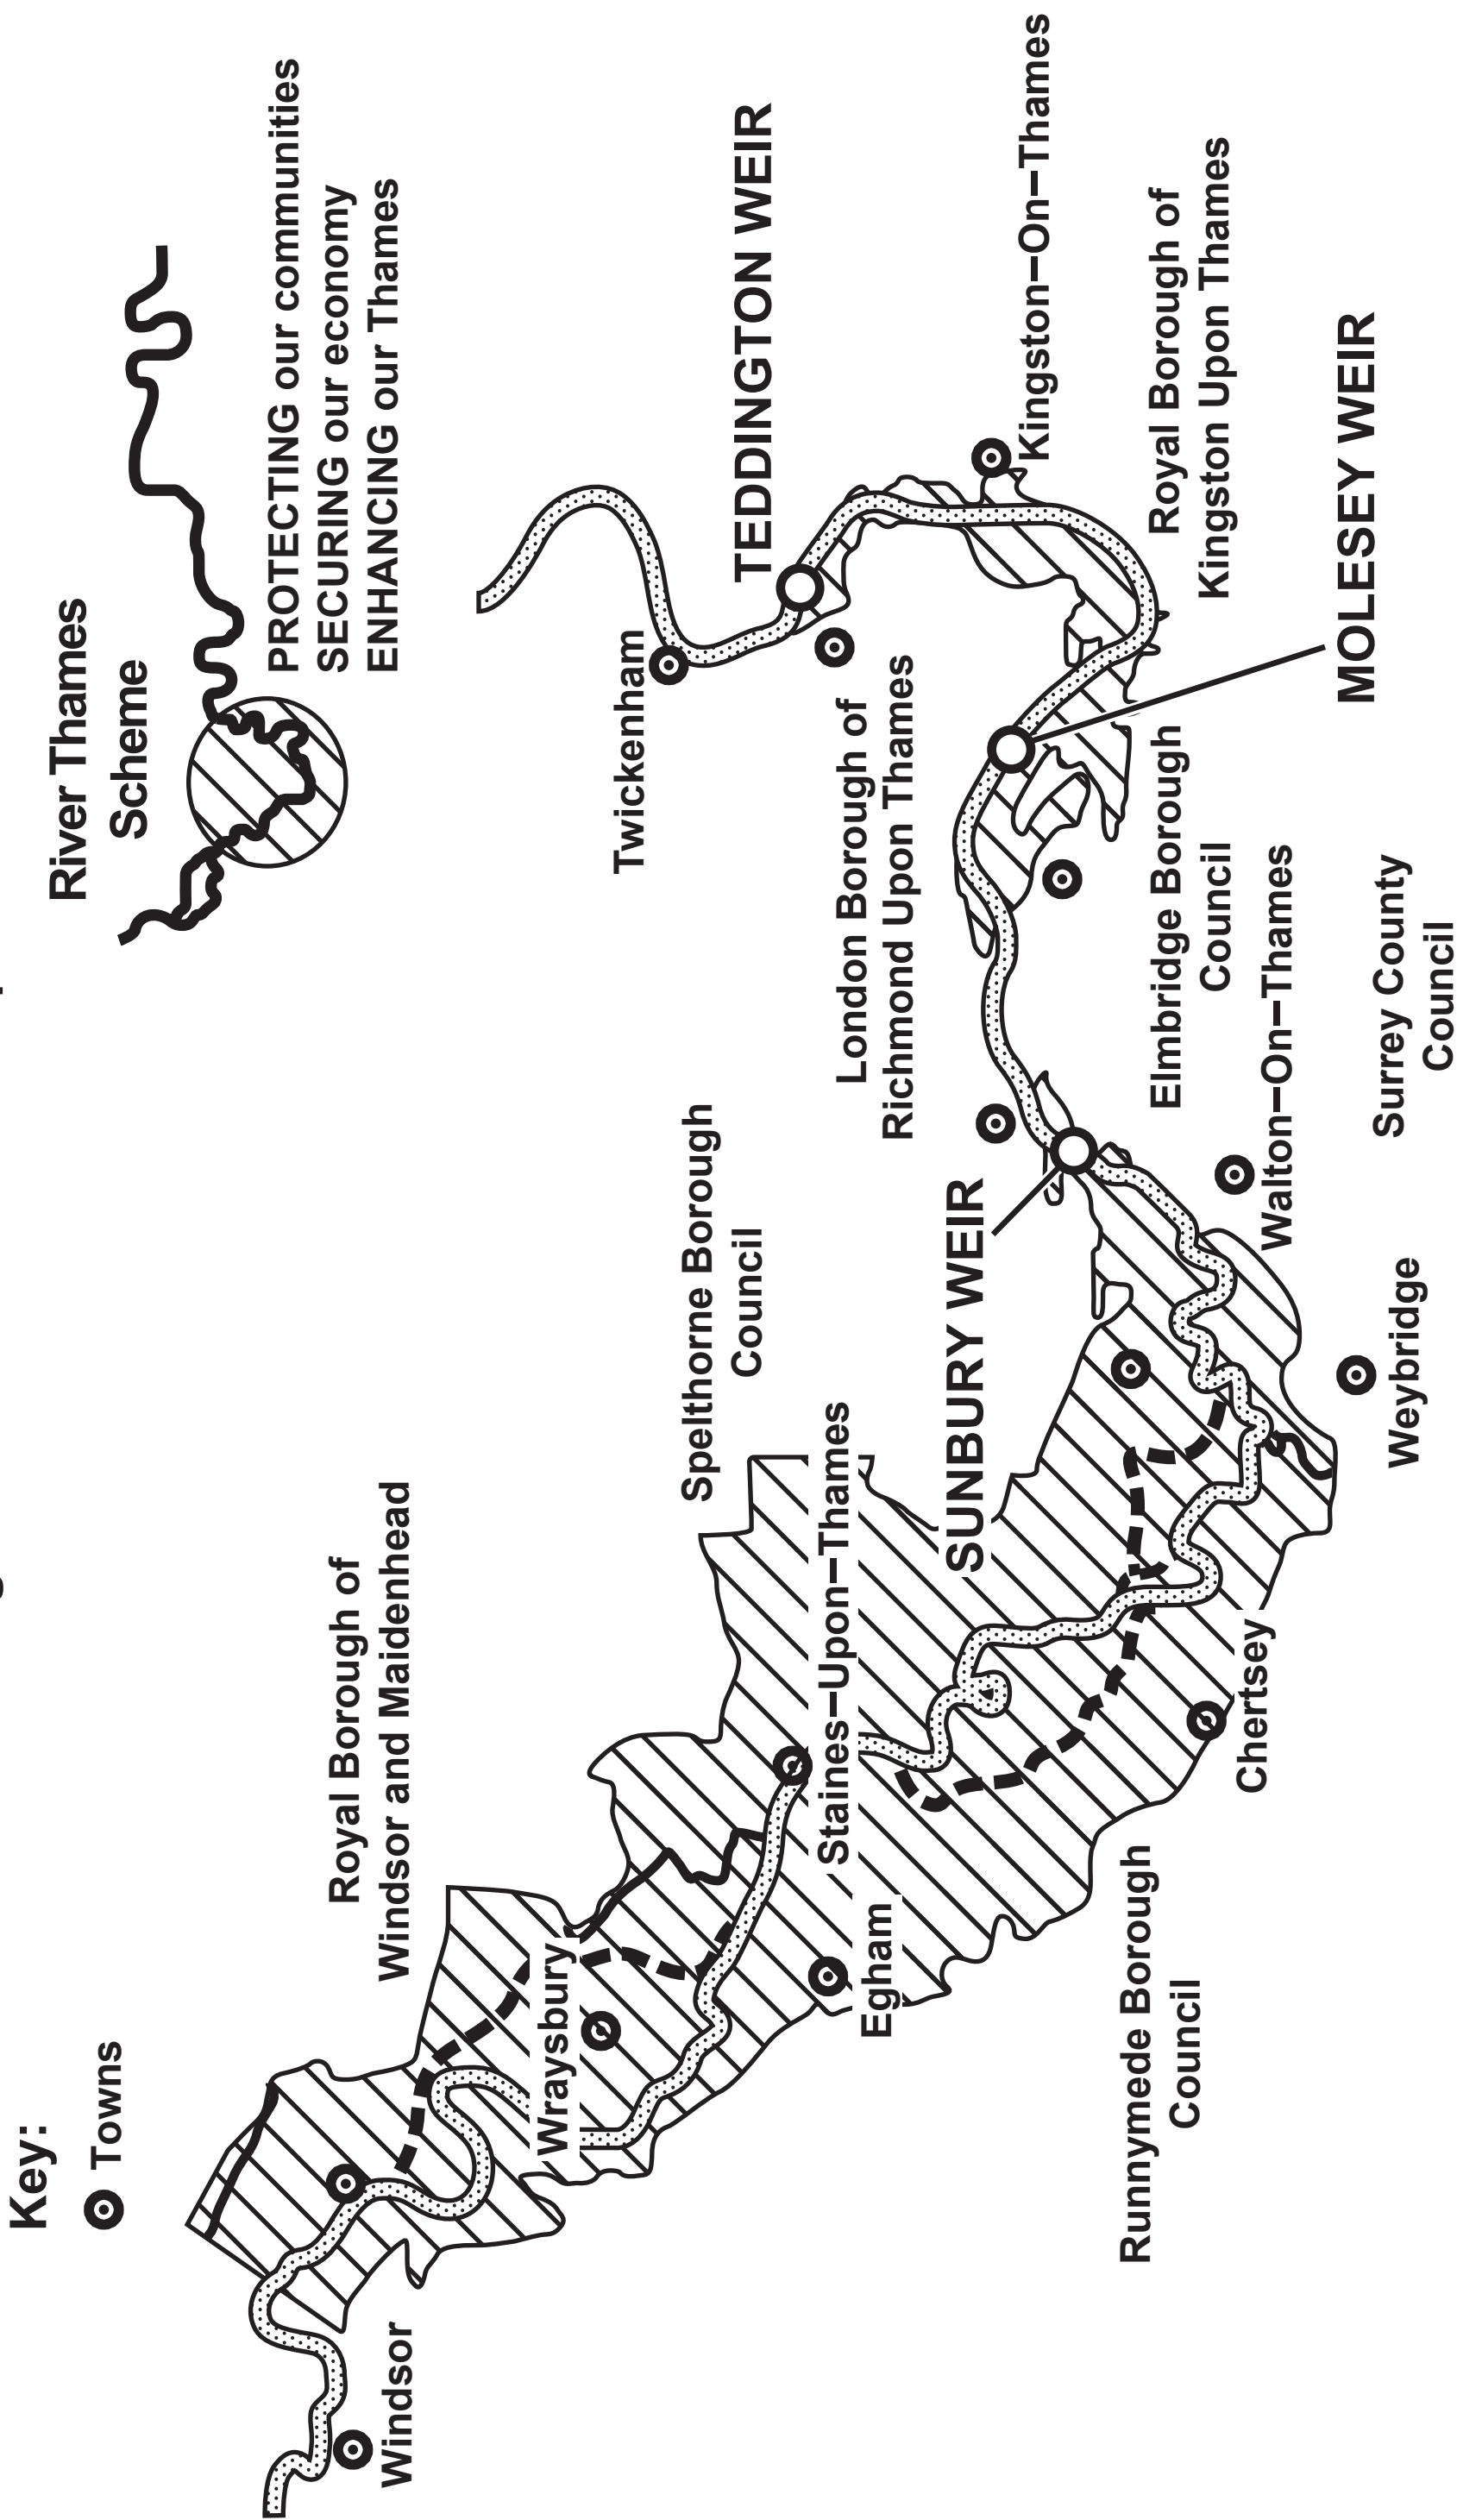 Key:
Towns
River Thames
Scheme
PROTECTING our communities
SECURING our economy
ENHANCING our Thames
Royal Borough of
Windsor and Maidenhead
Windsor
Wraysbury
Spelthorne Borough
Council
Twickenham
TEDDINGTON WEIR
London Borough of
Richmond Upon Thames
Staines–Upon–Thames
Egham
SUNBURY WEIR
Kingston–On–Thames
Royal Borough of
Kingston Upon Thames
Elmbridge Borough
Council
Runnymede Borough
Council
Chertsey
Walton–On–Thames
MOLESEY WEIR
Weybridge
Surrey County
Council